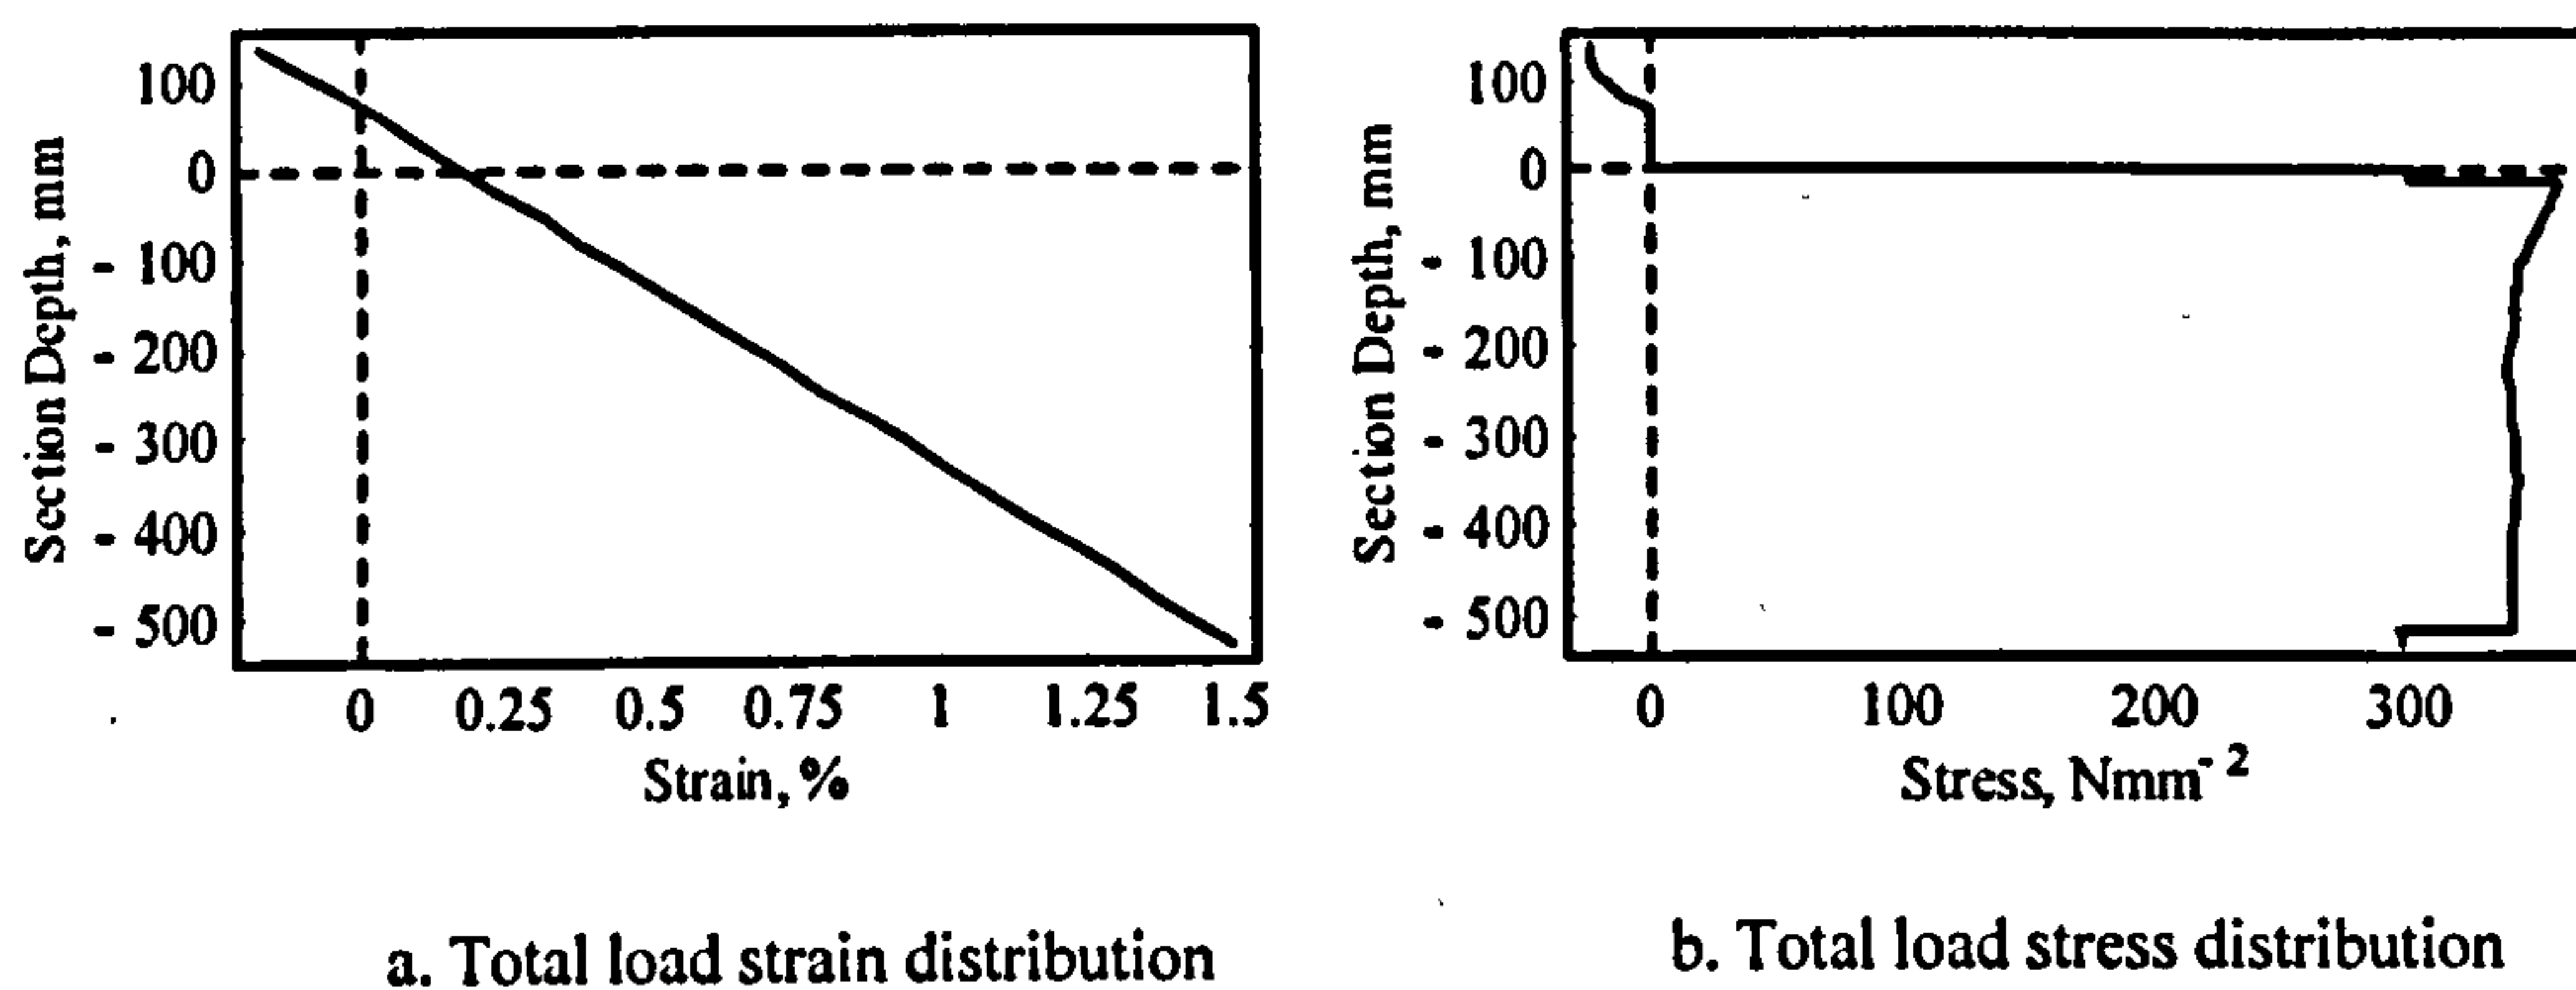 100
0
- 100
- 200
- 300
- 400
- 500
Section Depth, mm
0 0.25 0.5 0.75 1 1.25 1.5
Strain, %
a. Total load strain distribution
100
0
- 100
- 200
- 300
- 400
- 500
Section Depth, mm
0 100 200 300
Stress, Nmm⁻²
b. Total load stress distribution